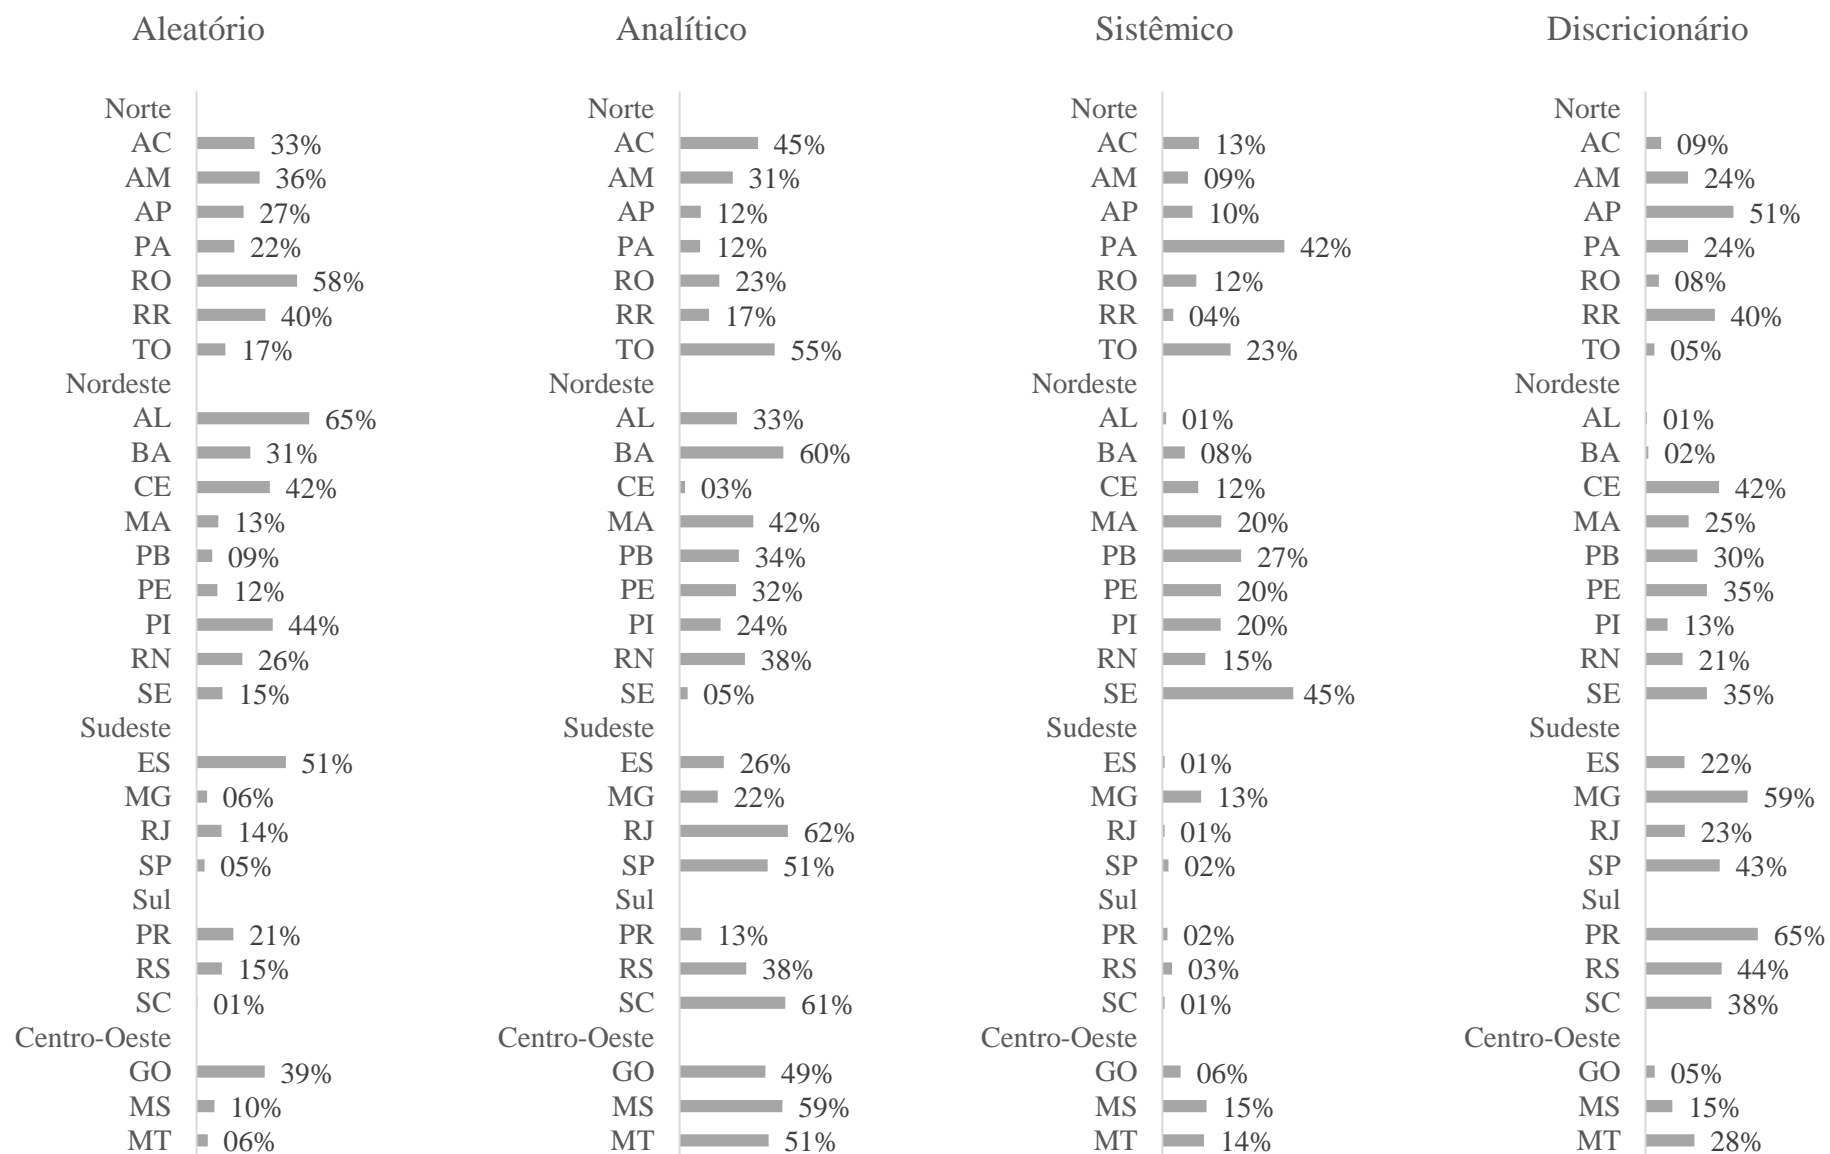 Aleatório Analítico Sistêmico Discricionário
Norte Norte Norte Norte
AC 33% AC 45% AC 13% AC 09%
AM 36% AM 31% AM 09% AM 24%
AP 27% AP 12% AP 10% AP 51%
PA 22% PA 12% PA 42% PA 24%
RO 58% RO 23% RO 12% RO 08%
RR 40% RR 17% RR 04% RR 40%
TO 17% TO 55% TO 23% TO 05%
Nordeste Nordeste Nordeste Nordeste
AL 65% AL 33% AL 01% AL 01%
BA 31% BA 60% BA 08% BA 02%
CE 42% CE 03% CE 12% CE 42%
MA 13% MA 42% MA 20% MA 25%
PB 09% PB 34% PB 27% PB 30%
PE 12% PE 32% PE 20% PE 35%
PI 44% PI 24% PI 20% PI 13%
RN 26% RN 38% RN 15% RN 21%
SE 15% SE 05% SE 45% SE 35%
Sudeste Sudeste Sudeste Sudeste
ES 51% ES 26% ES 01% ES 22%
MG 06% MG 22% MG 13% MG 59%
RJ 14% RJ 62% RJ 01% RJ 23%
SP 05% SP 51% SP 02% SP 43%
Sul Sul Sul Sul
PR 21% PR 13% PR 02% PR 65%
RS 15% RS 38% RS 03% RS 44%
SC 01% SC 61% SC 01% SC 38%
Centro-Oeste Centro-Oeste Centro-Oeste Centro-Oeste
GO 39% GO 49% GO 06% GO 05%
MS 10% MS 59% MS 15% MS 15%
MT 06% MT 51% MT 14% MT 28%